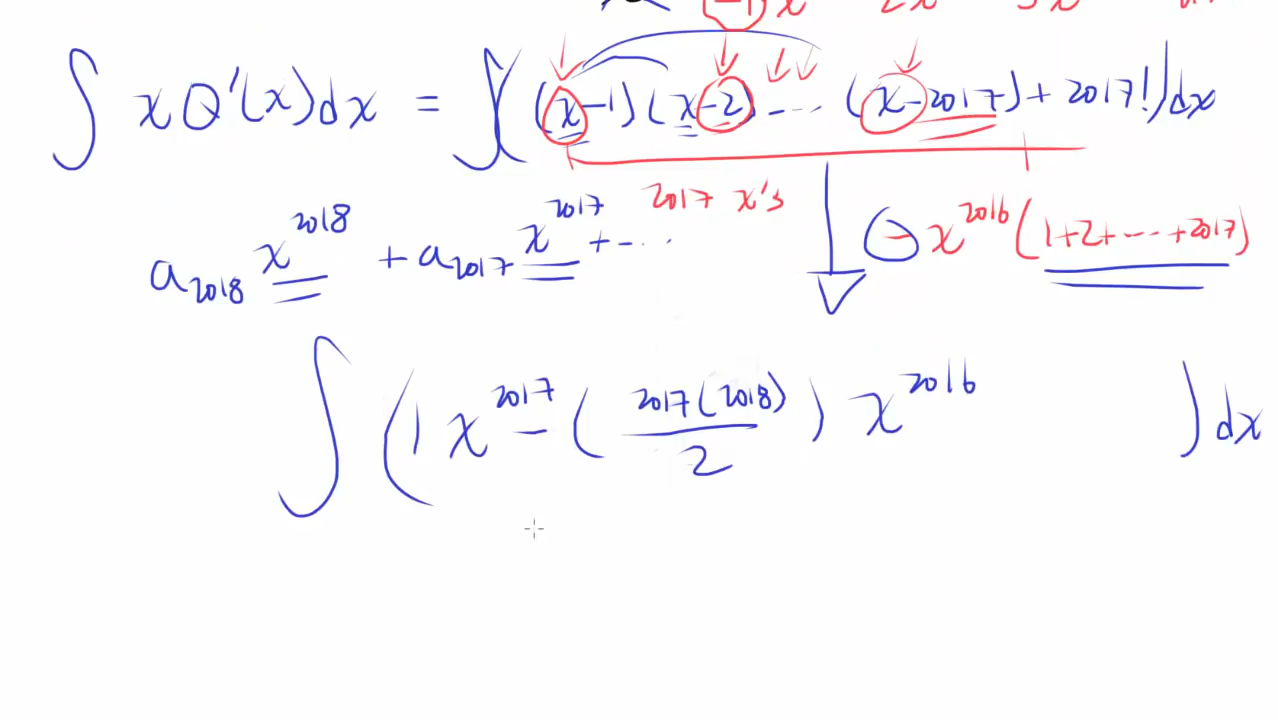 ∫ x Q'(x) dx = ∫ ((x-1)(x-2) ---- (x-2017) + 2017!) dx
2017 x's
a₂₀₁₈ x²⁰¹⁸ + a₂₀₁₇ x²⁰¹⁷ + -...
- x²⁰¹⁶ (1+2+ --- +2017)
∫ (1 x²⁰¹⁷ - (2017(2018)/2) x²⁰¹⁶ ) dx